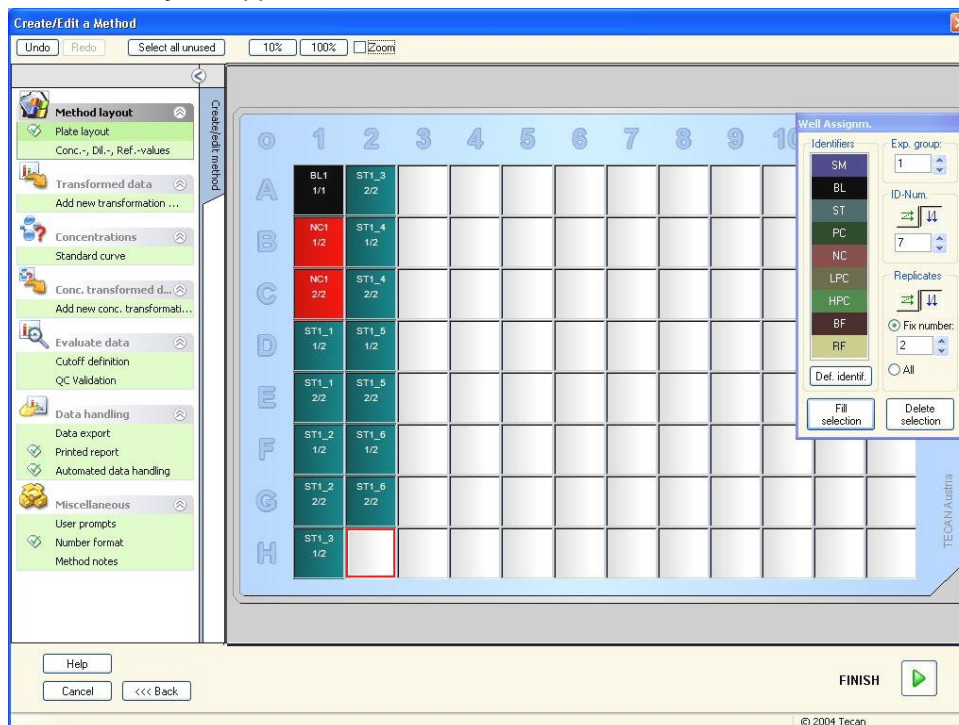 Create/Edit a Method
Undo Redo Select all unused 10% 100% Zoom
Create/edit method
Method layout
Plate layout
Conc.-, Dil.-, Ref.-values
Transformed data
Add new transformation ...
Concentrations
Standard curve
Conc. transformed d...
Add new conc. transformati...
Evaluate data
Cutoff definition
QC Validation
Data handling
Data export
Printed report
Automated data handling
Miscellaneous
User prompts
Number format
Method notes
1 2 3 4 5 6 7 8 9 10
A
BL1 ST1_3
1/1 2/2
B
NC1 ST1_4
1/2 1/2
C
NC1 ST1_4
2/2 2/2
D
ST1_1 ST1_5
1/2 1/2
E
ST1_1 ST1_5
2/2 2/2
F
ST1_2 ST1_6
1/2 1/2
G
ST1_2 ST1_6
2/2 2/2
H
ST1_3
1/2
TECAN Austria
Well Assignm.
Identifiers
SM
BL
ST
PC
NC
LPC
HPC
BF
RF
Def. identif.
Exp. group:
1
ID-Num.
7
Replicates
Fix number:
2
All
Fill selection
Delete selection
Help
Cancel <<< Back
FINISH
© 2004 Tecan